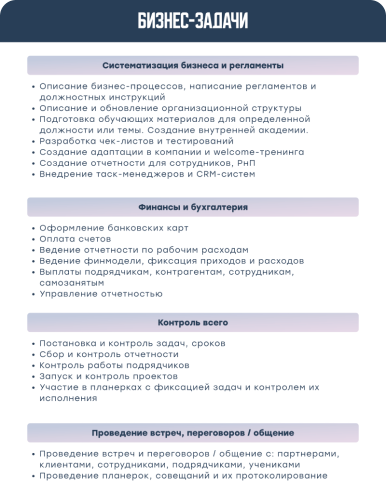 БИЗНЕС-ЗАДАЧИ
Систематизация бизнеса и регламенты
• Описание бизнес-процессов, написание регламентов и
должностных инструкций
• Описание и обновление организационной структуры
• Подготовка обучающих материалов для определенной
должности или темы. Создание внутренней академии.
• Разработка чек-листов и тестирований
• Создание адаптации в компании и welcome-тренинга
• Создание отчетности для сотрудников, РнП
• Внедрение таск-менеджеров и CRM-систем
Финансы и бухгалтерия
• Оформление банковских карт
• Оплата счетов
• Ведение отчетности по рабочим расходам
• Ведение финмодели, фиксация приходов и расходов
• Выплаты подрядчикам, контрагентам, сотрудникам,
самозанятым
• Управление отчетностью
Контроль всего
• Постановка и контроль задач, сроков
• Сбор и контроль отчетности
• Контроль работы подрядчиков
• Запуск и контроль проектов
• Участие в планерках с фиксацией задач и контролем их
исполнения
Проведение встреч, переговоров / общение
• Проведение встреч и переговоров / общение с: партнерами,
клиентами, сотрудниками, подрядчиками, учениками
• Проведение планерок, совещаний и их протоколирование